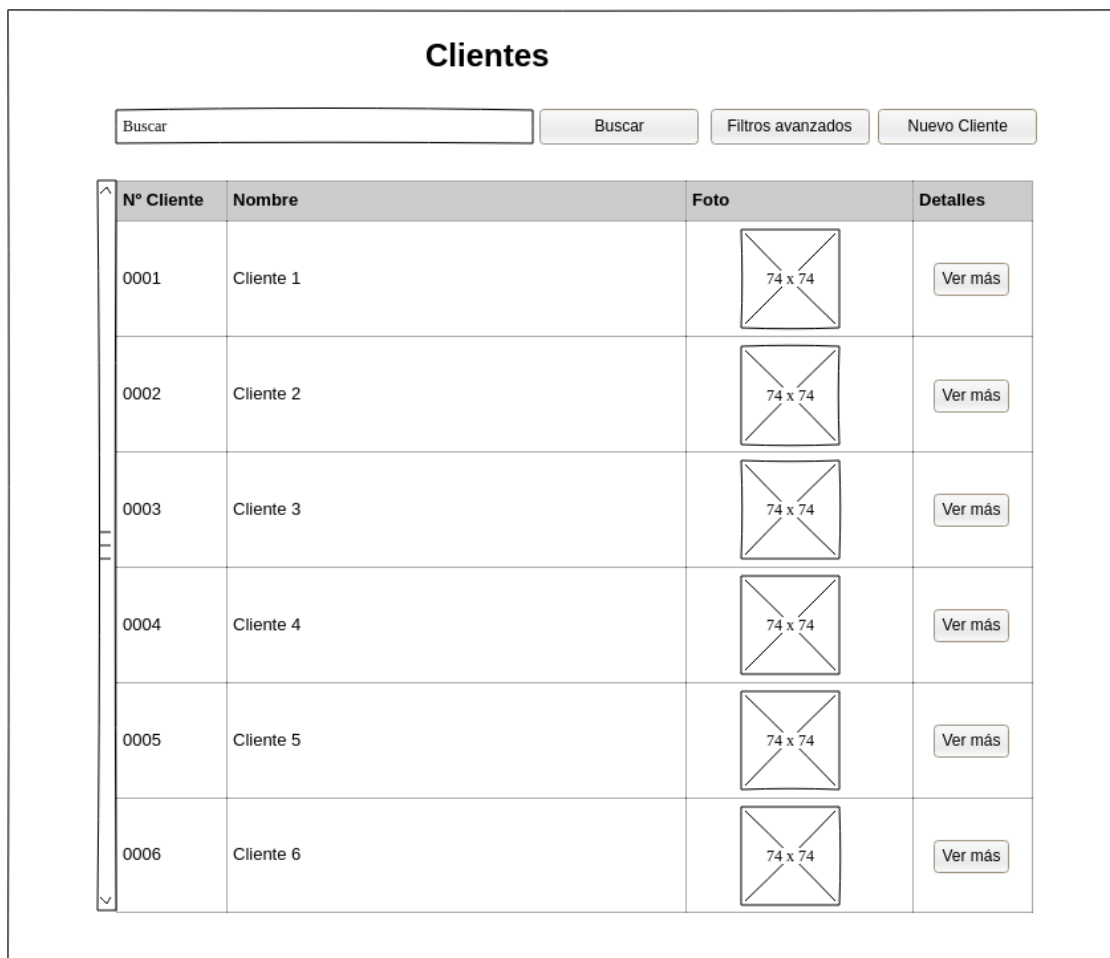 Clientes
Buscar Buscar Filtros avanzados Nuevo Cliente
Nº Cliente Nombre Foto Detalles
0001 Cliente 1 74 x 74 Ver más
0002 Cliente 2 74 x 74 Ver más
0003 Cliente 3 74 x 74 Ver más
0004 Cliente 4 74 x 74 Ver más
0005 Cliente 5 74 x 74 Ver más
0006 Cliente 6 74 x 74 Ver más